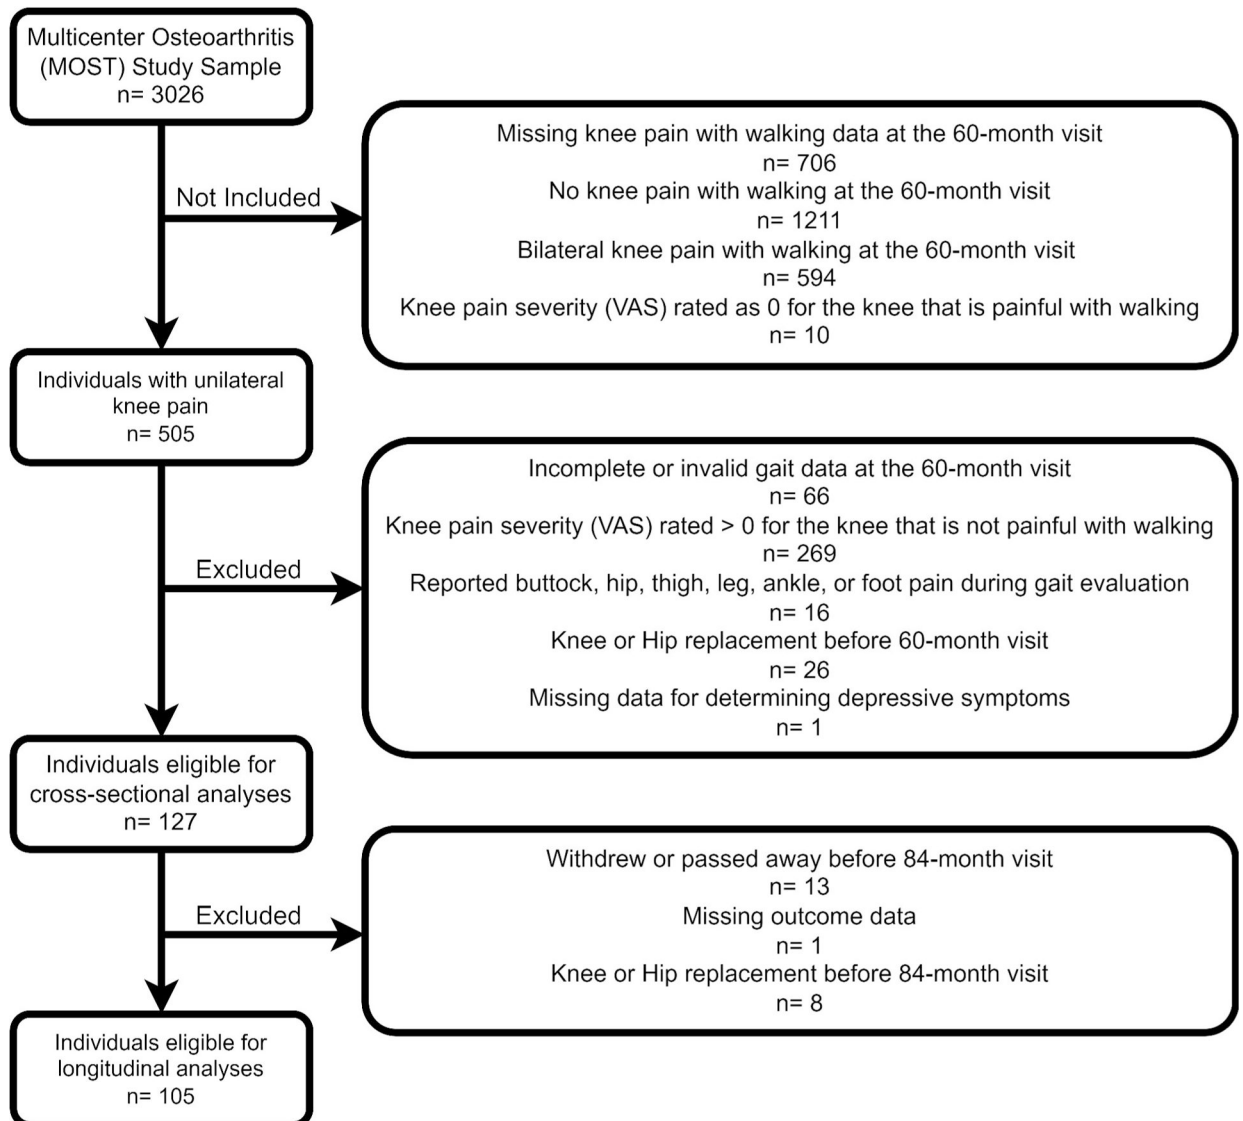 Multicenter Osteoarthritis
(MOST) Study Sample
n= 3026
Not Included
Missing knee pain with walking data at the 60-month visit
n= 706
No knee pain with walking at the 60-month visit
n= 1211
Bilateral knee pain with walking at the 60-month visit
n= 594
Knee pain severity (VAS) rated as 0 for the knee that is painful with walking
n= 10
Individuals with unilateral
knee pain
n= 505
Excluded
Incomplete or invalid gait data at the 60-month visit
n= 66
Knee pain severity (VAS) rated > 0 for the knee that is not painful with walking
n= 269
Reported buttock, hip, thigh, leg, ankle, or foot pain during gait evaluation
n= 16
Knee or Hip replacement before 60-month visit
n= 26
Missing data for determining depressive symptoms
n= 1
Individuals eligible for
cross-sectional analyses
n= 127
Excluded
Withdrew or passed away before 84-month visit
n= 13
Missing outcome data
n= 1
Knee or Hip replacement before 84-month visit
n= 8
Individuals eligible for
longitudinal analyses
n= 105